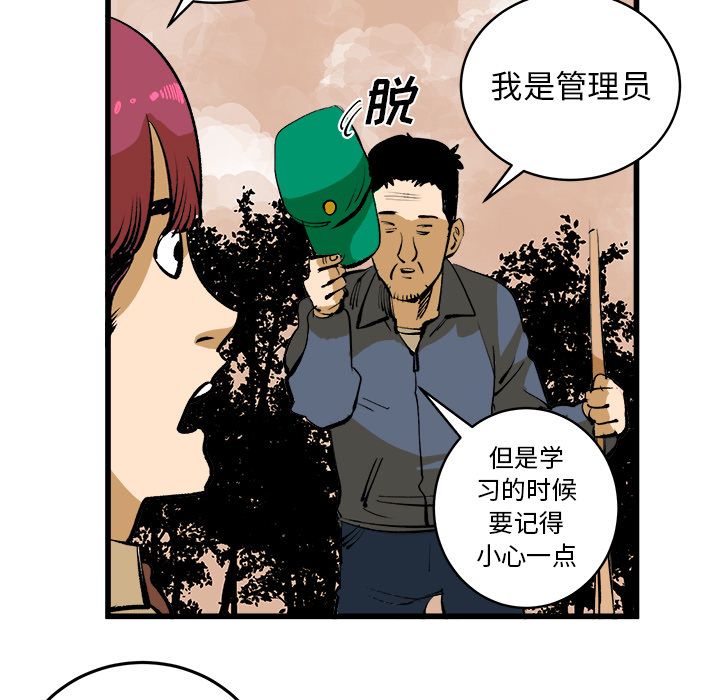 我是管理员
脱
但是学
习的时候
要记得
小心一点